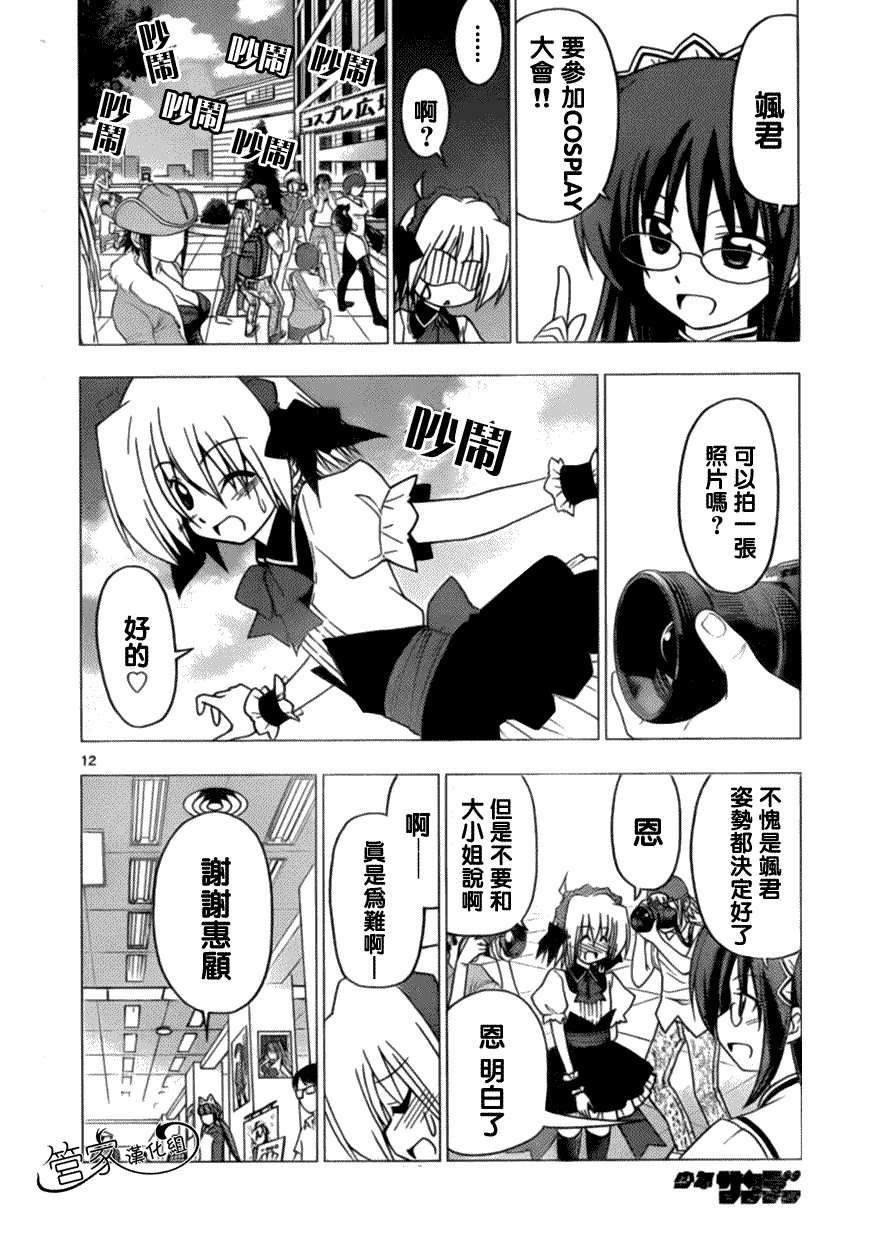 颯君
要參加COSPLAY
大會!!
……
啊?
吵鬧
吵鬧
吵鬧
吵鬧
吵鬧
吵鬧
コスプレ広場
可以拍一張
照片嗎?
吵鬧
好的♡
12
不愧是颯君
姿勢都決定好了
恩
但是不要和
大小姐說啊
恩 明白了
啊——
真是為難啊——
謝謝惠顧
管家
漢化組
少年サンデー